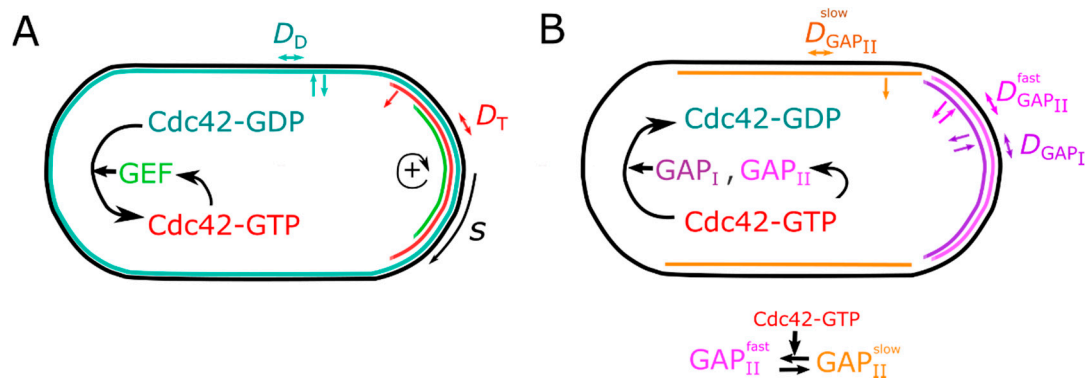 A
D_D
D_T
Cdc42-GDP
GEF
Cdc42-GTP
+
s
B
D_GAP_II^slow
D_GAP_II^fast
D_GAP_I
Cdc42-GDP
GAP_I , GAP_II
Cdc42-GTP
Cdc42-GTP
GAP_II^fast GAP_II^slow